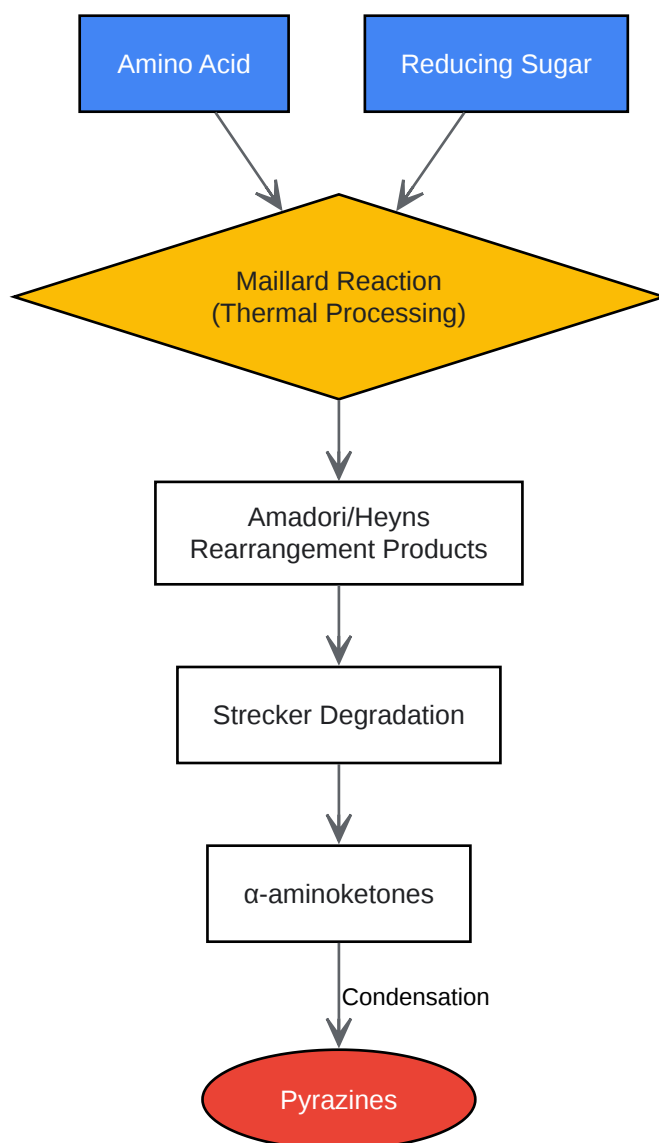 Amino Acid
Reducing Sugar
Maillard Reaction
(Thermal Processing)
Amadori/Heyns
Rearrangement Products
Strecker Degradation
α-aminoketones
Condensation
Pyrazines